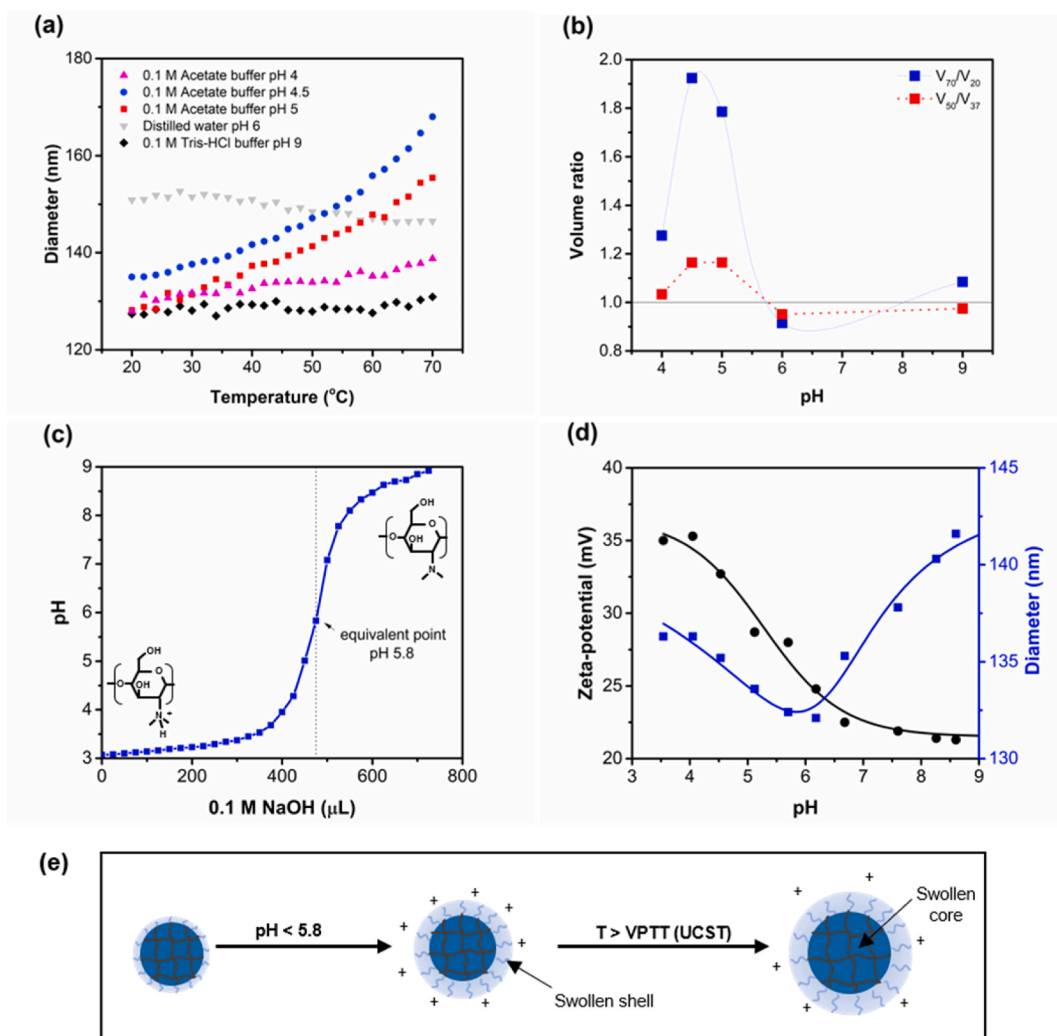 (a)
180
160
140
120
Diameter (nm)
0.1 M Acetate buffer pH 4
0.1 M Acetate buffer pH 4.5
0.1 M Acetate buffer pH 5
Distilled water pH 6
0.1 M Tris-HCl buffer pH 9
20 30 40 50 60 70
Temperature (°C)
(b)
2.0
1.8
1.6
1.4
1.2
1.0
0.8
Volume ratio
V70/V20
V50/V37
4 5 6 7 8 9
pH
(c)
9
8
7
6
5
4
3
pH
OH
O
OH
N
OH
O
OH
N
+
H
equivalent point
pH 5.8
0 200 400 600 800
0.1 M NaOH (µL)
(d)
40
35
30
25
20
Zeta-potential (mV)
145
140
135
130
Diameter (nm)
3 4 5 6 7 8 9
pH
(e)
pH < 5.8
T > VPTT (UCST)
Swollen shell
Swollen
core
+ + + + + + + + +
+ + + + + + +